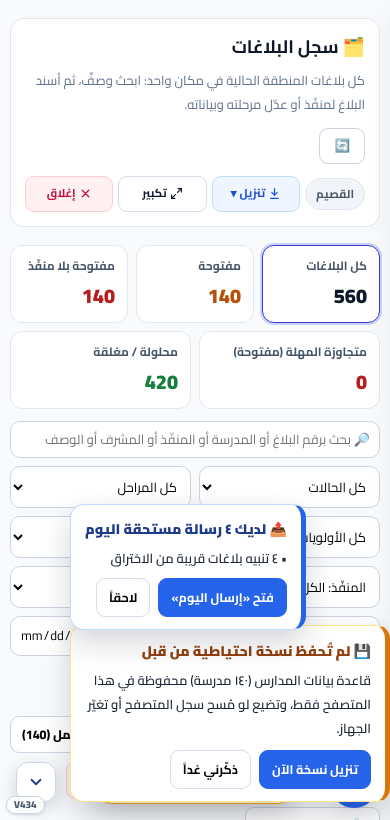 🗂️ سجل البلاغات
كل بلاغات المنطقة الحالية في مكان واحد: ابحث وصفِّ، ثم أسند
البلاغ لمنفّذ أو عدّل مرحلته وبياناته.
القصيم
تنزيل ▾
تكبير
إغلاق
كل البلاغات
560
مفتوحة
140
مفتوحة بلا منفّذ
140
متجاوزة المهلة (مفتوحة)
0
محلولة / مغلقة
420
🔎 بحث برقم البلاغ أو المدرسة أو المنفّذ أو المشرف أو الوصف
كل الحالات
كل المراحل
كل الأولويات
📤 لديك ٤ رسالة مستحقة اليوم
• ٤ تنبيه بلاغات قريبة من الاختراق
فتح «إرسال اليوم»
لاحقاً
المنفّذ: الكل
mm/dd/
💾 لم تُحفظ نسخة احتياطية من قبل
قاعدة بيانات المدارس (١٤٠ مدرسة) محفوظة في هذا
المتصفح فقط، وتضيع لو مُسح سجل المتصفح أو تغيّر
الجهاز.
تنزيل نسخة الآن
ذكّرني غداً
(140)
V434